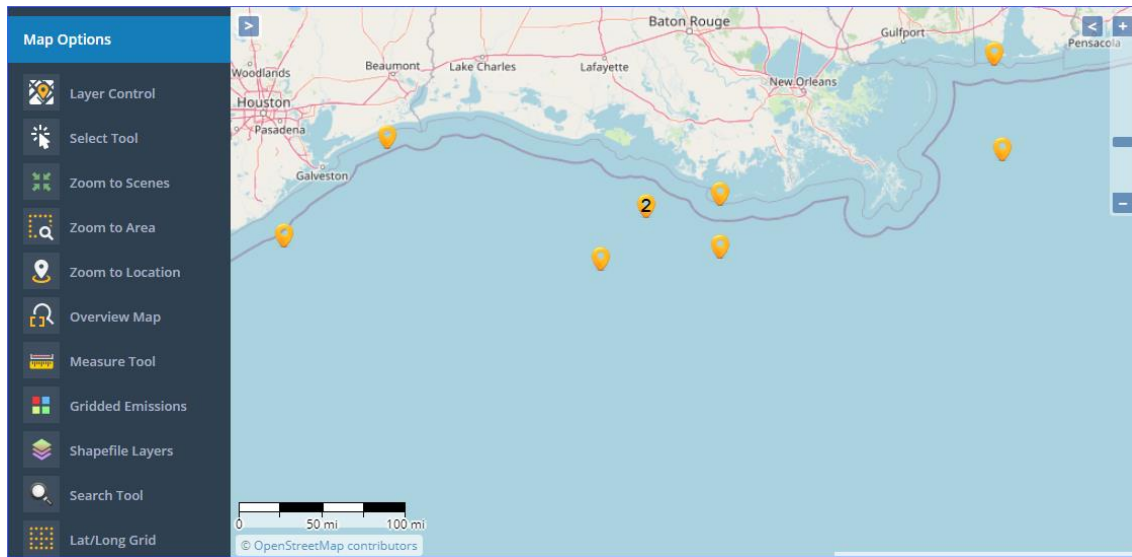 Map Options
Layer Control
Select Tool
Zoom to Scenes
Zoom to Area
Zoom to Location
Overview Map
Measure Tool
Gridded Emissions
Shapefile Layers
Search Tool
Lat/Long Grid
>
<
+
Baton Rouge
Gulfport
Pensacola
Woodlands
Beaumont
Lake Charles
Lafayette
New Orleans
Houston
Pasadena
Galveston
2
−
0 50 mi 100 mi
© OpenStreetMap contributors